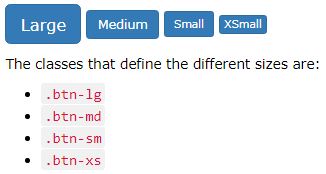 Large Medium Small XSmall
The classes that define the different sizes are:
.btn-lg
.btn-md
.btn-sm
.btn-xs